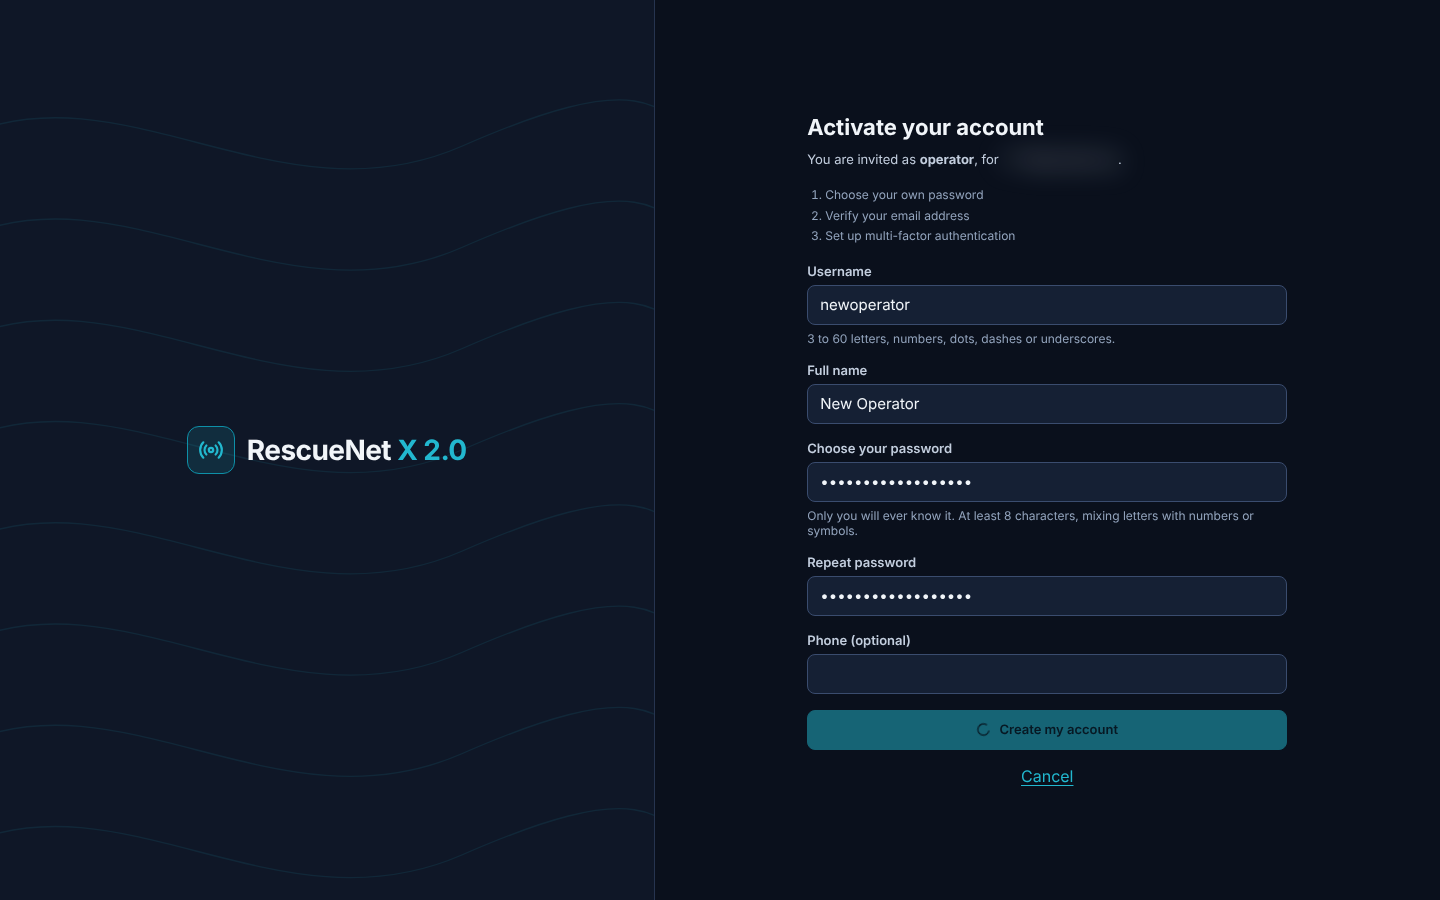 RescueNet X 2.0
Activate your account
You are invited as operator, for .
1. Choose your own password
2. Verify your email address
3. Set up multi-factor authentication
Username
newoperator
3 to 60 letters, numbers, dots, dashes or underscores.
Full name
New Operator
Choose your password
••••••••••••••••••
Only you will ever know it. At least 8 characters, mixing letters with numbers or
symbols.
Repeat password
••••••••••••••••••
Phone (optional)
Create my account
Cancel